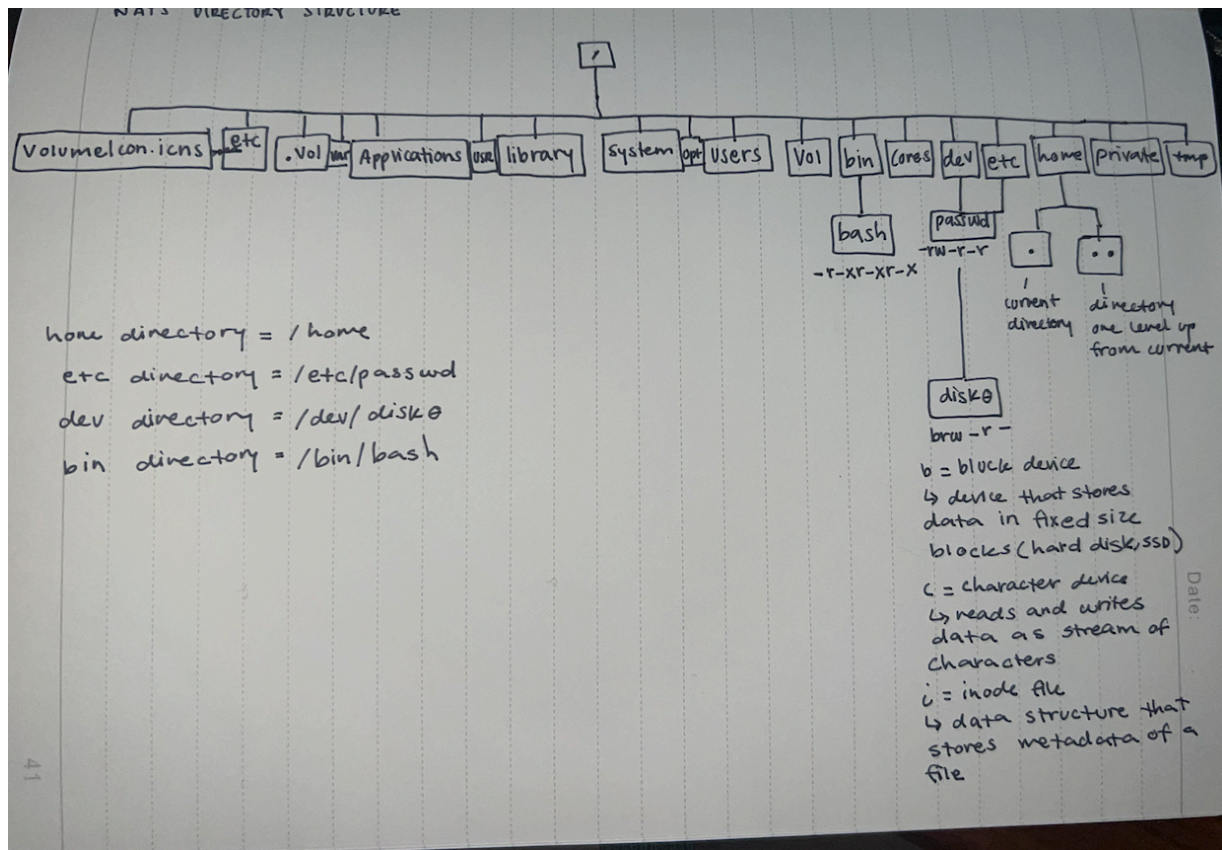 NATS DIRECTORY STRUCTURE
/
VolumeIcon.icns etc .Vol var Applications usr library system opt Users Vol bin Cores dev etc home private tmp
bash
-r-xr-xr-x
passwd
-rw-r-r
.
..
current
directory
directory
one level up
from current
home directory = /home
etc directory = /etc/passwd
dev directory = /dev/disk0
bin directory = /bin/bash
disk0
brw-r-
b = block device
↳ device that stores
data in fixed size
blocks (hard disk, SSD)
c = character device
↳ reads and writes
data as stream of
characters
i = inode file
↳ data structure that
stores metadata of a
file
Date:
41